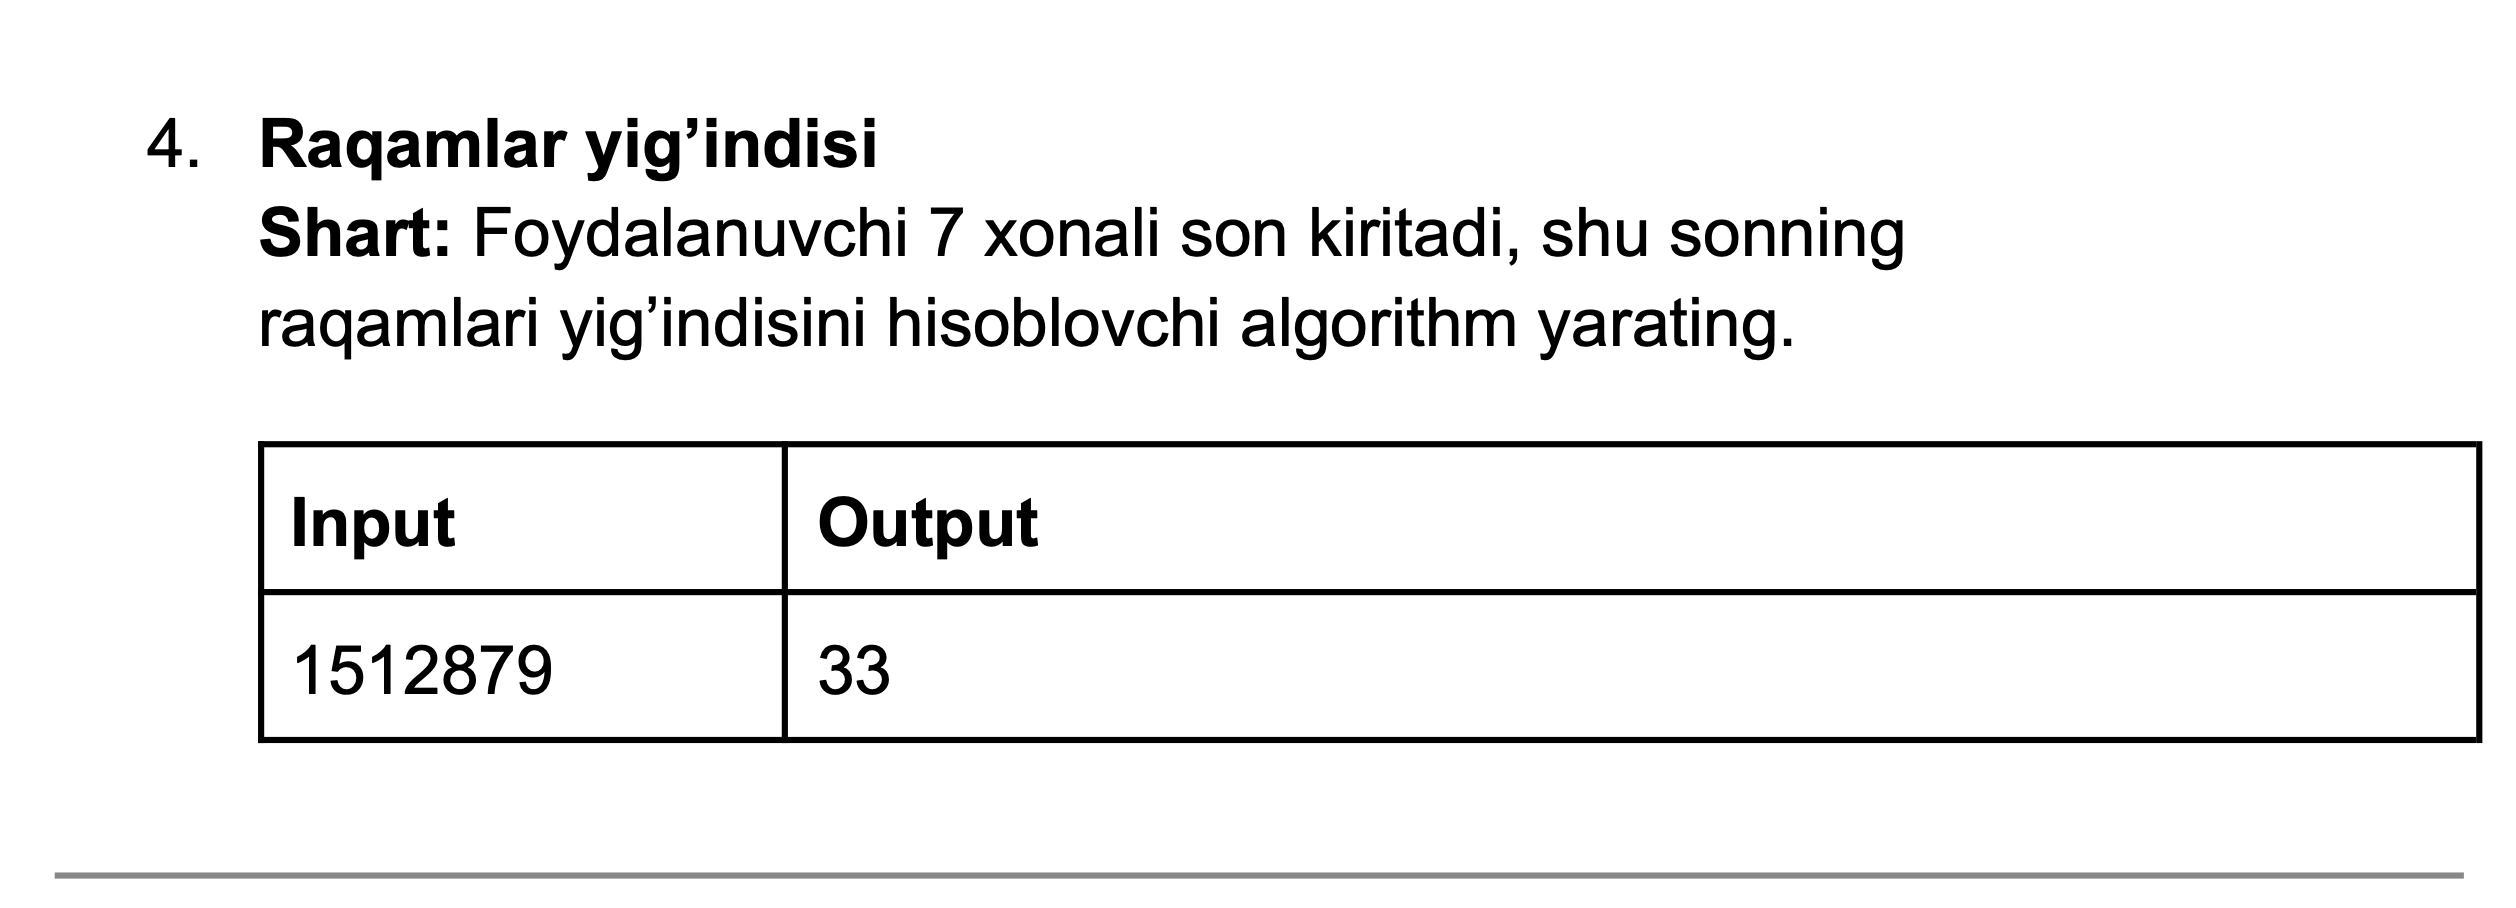 4. Raqamlar yig’indisi
Shart: Foydalanuvchi 7 xonali son kiritadi, shu sonning
raqamlari yig’indisini hisoblovchi algorithm yarating.
Input Output
1512879 33